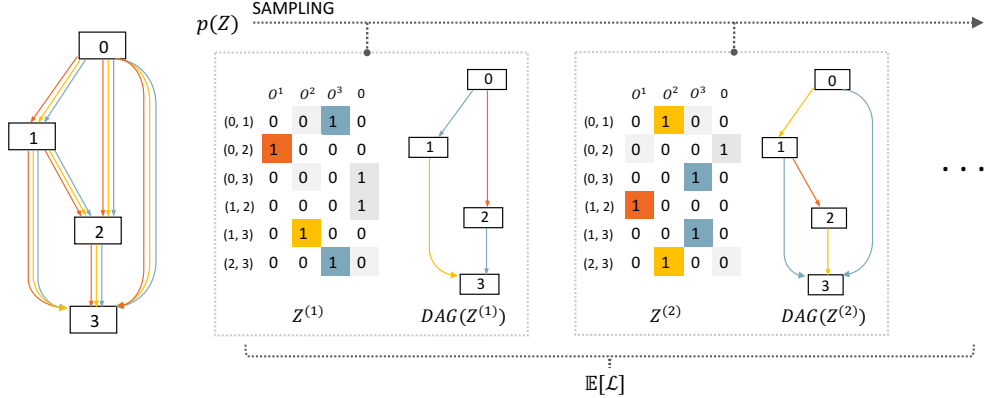 SAMPLING
p(Z)
0
1
2
3
O¹ O² O³ 0
(0, 1) 0 0 1 0
(0, 2) 1 0 0 0
(0, 3) 0 0 0 1
(1, 2) 0 0 0 1
(1, 3) 0 1 0 0
(2, 3) 0 0 1 0
Z⁽¹⁾
0
1
2
3
DAG(Z⁽¹⁾)
O¹ O² O³ 0
(0, 1) 0 1 0 0
(0, 2) 0 0 0 1
(0, 3) 0 0 1 0
(1, 2) 1 0 0 0
(1, 3) 0 0 1 0
(2, 3) 0 1 0 0
Z⁽²⁾
0
1
2
3
DAG(Z⁽²⁾)
. . .
𝔼[ℒ]